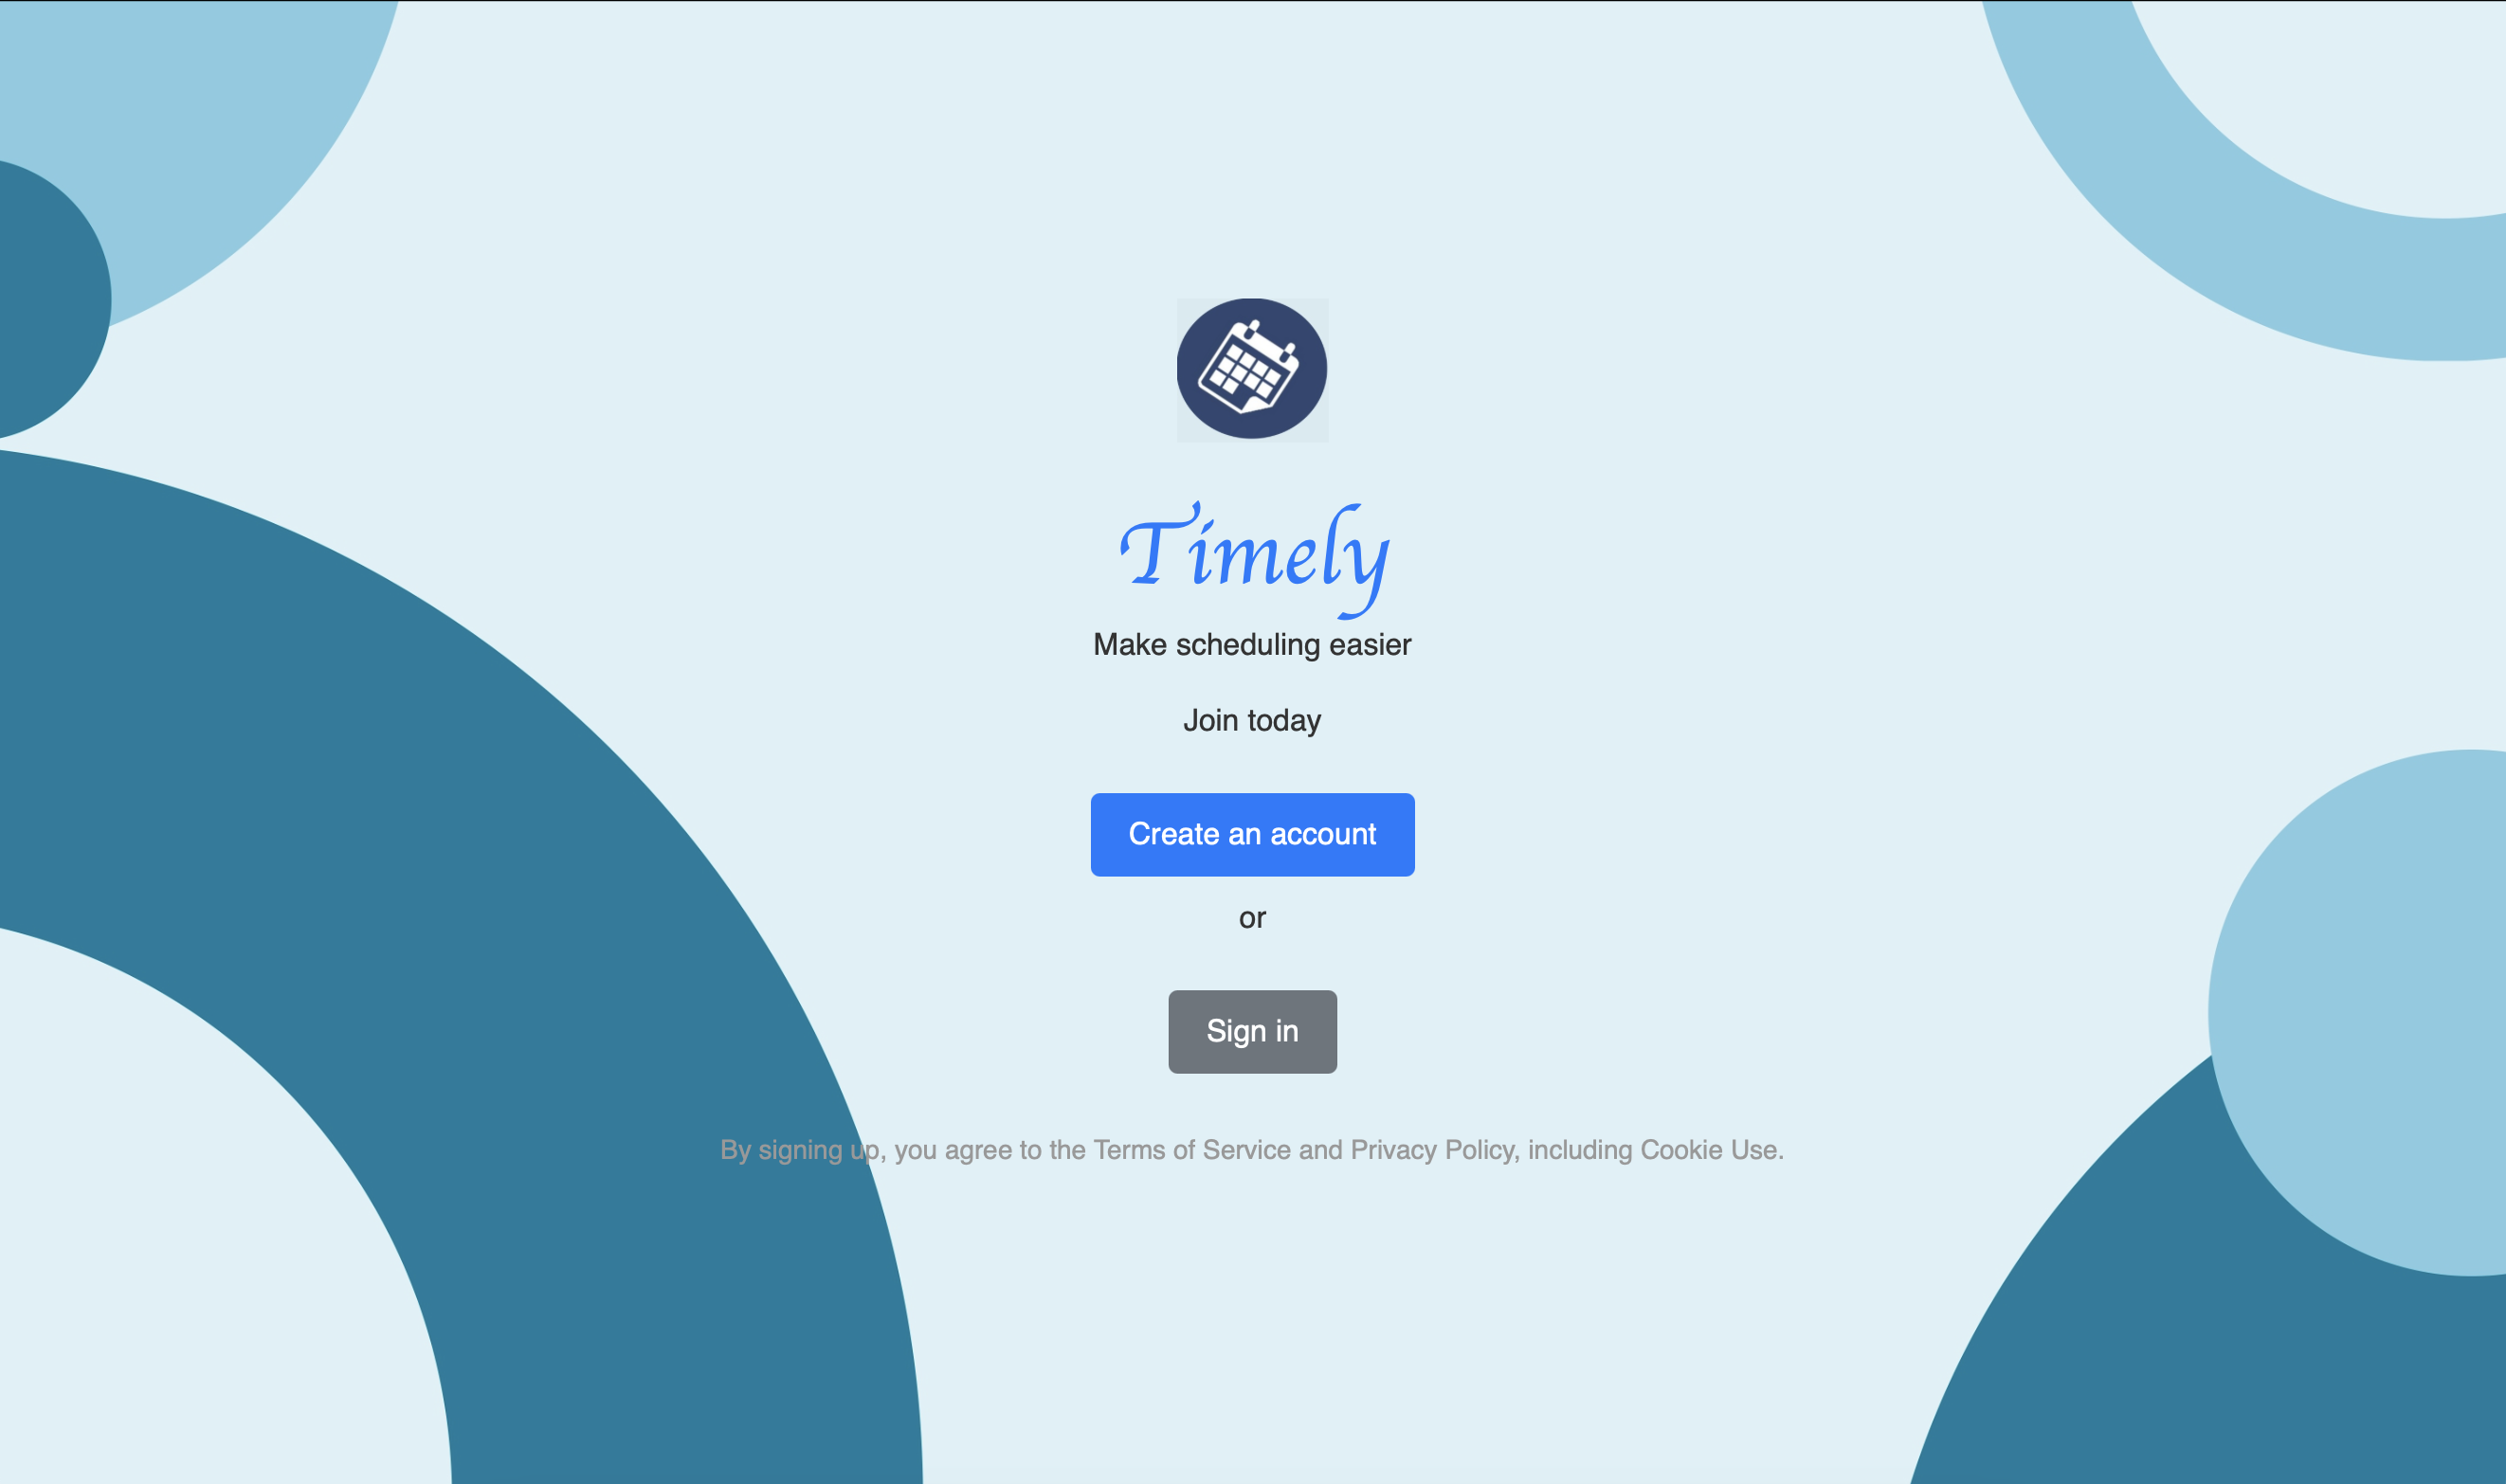 Timely
Make scheduling easier
Join today
Create an account
or
Sign in
By signing up, you agree to the Terms of Service and Privacy Policy, including Cookie Use.